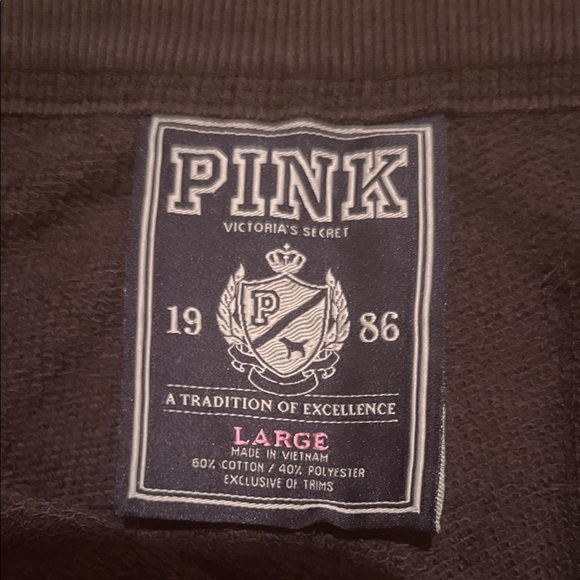 PINK
VICTORIA'S SECRET
P
19 86
A TRADITION OF EXCELLENCE
LARGE
MADE IN VIETNAM
60% COTTON / 40% POLYESTER
EXCLUSIVE OF TRIMS